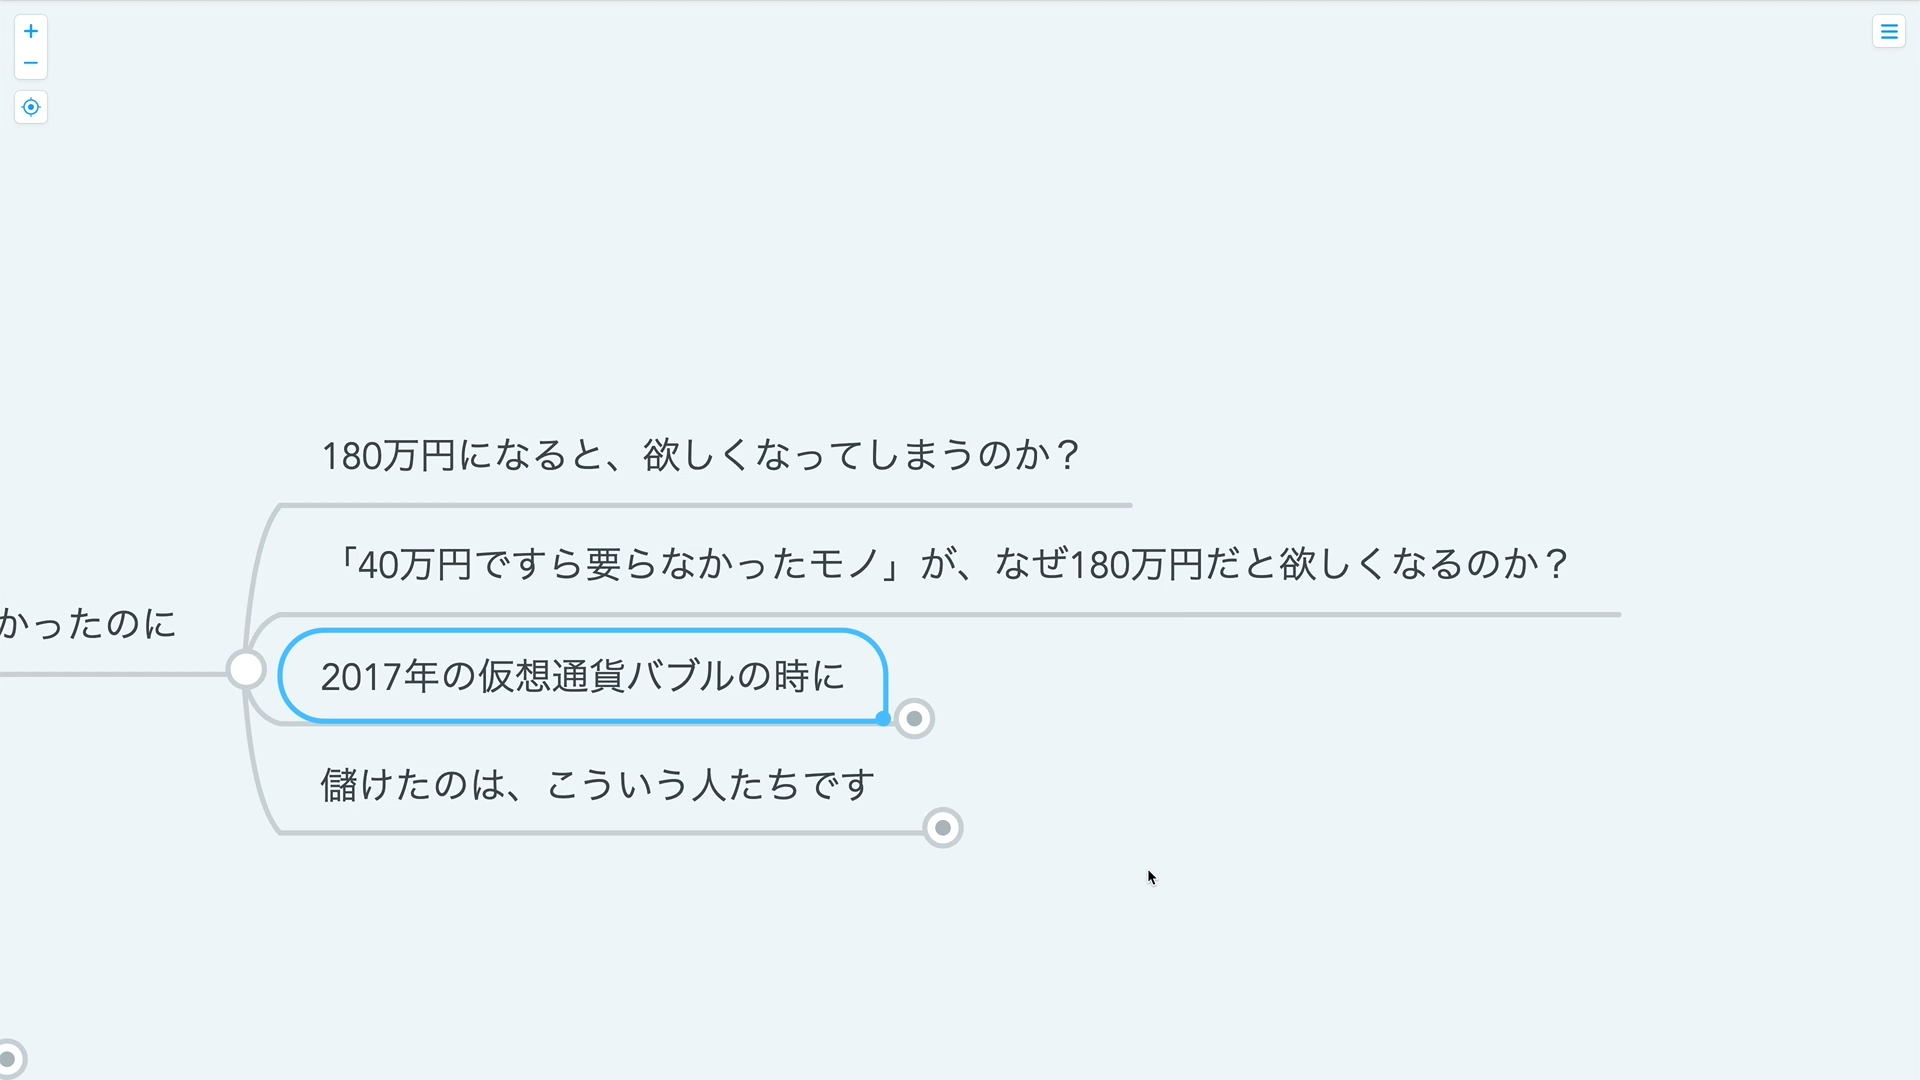 180万円になると、欲しくなってしまうのか？
「40万円ですら要らなかったモノ」が、なぜ180万円だと欲しくなるのか？
かったのに
2017年の仮想通貨バブルの時に
儲けたのは、こういう人たちです